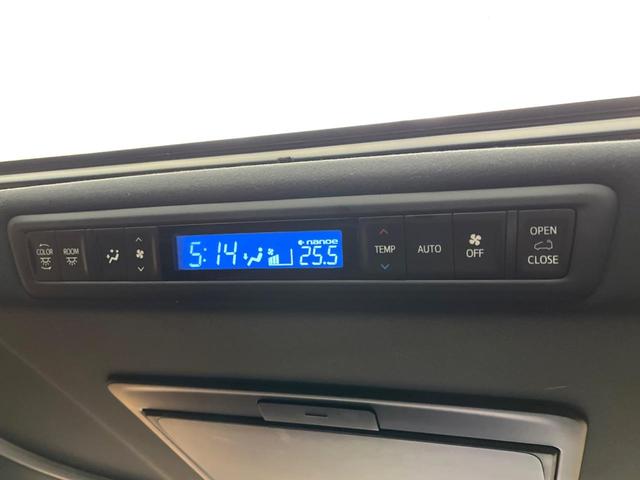 COLOR
ROOM
5:14
nanoe
25.5
TEMP
AUTO
OFF
OPEN
CLOSE